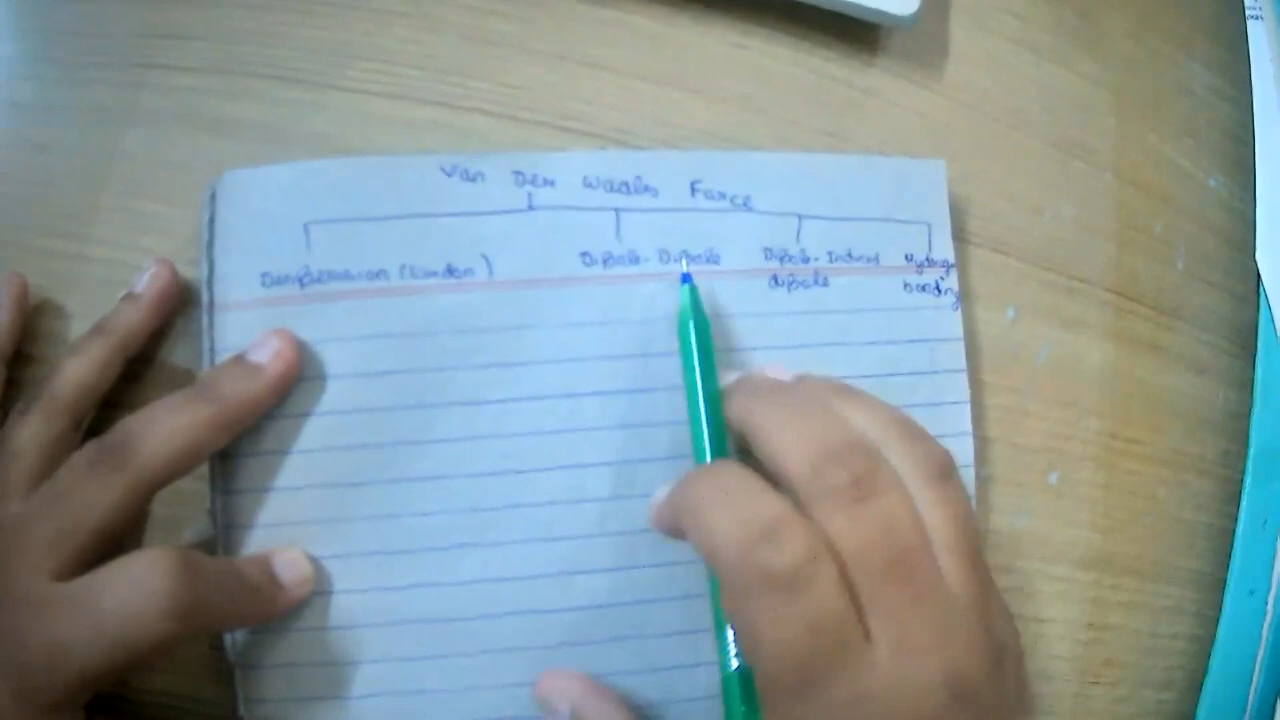 Van Der Waals Force
Dispersion (London) Dipole-Dipole Dipole-Induced Hydrogen
dipole bonding